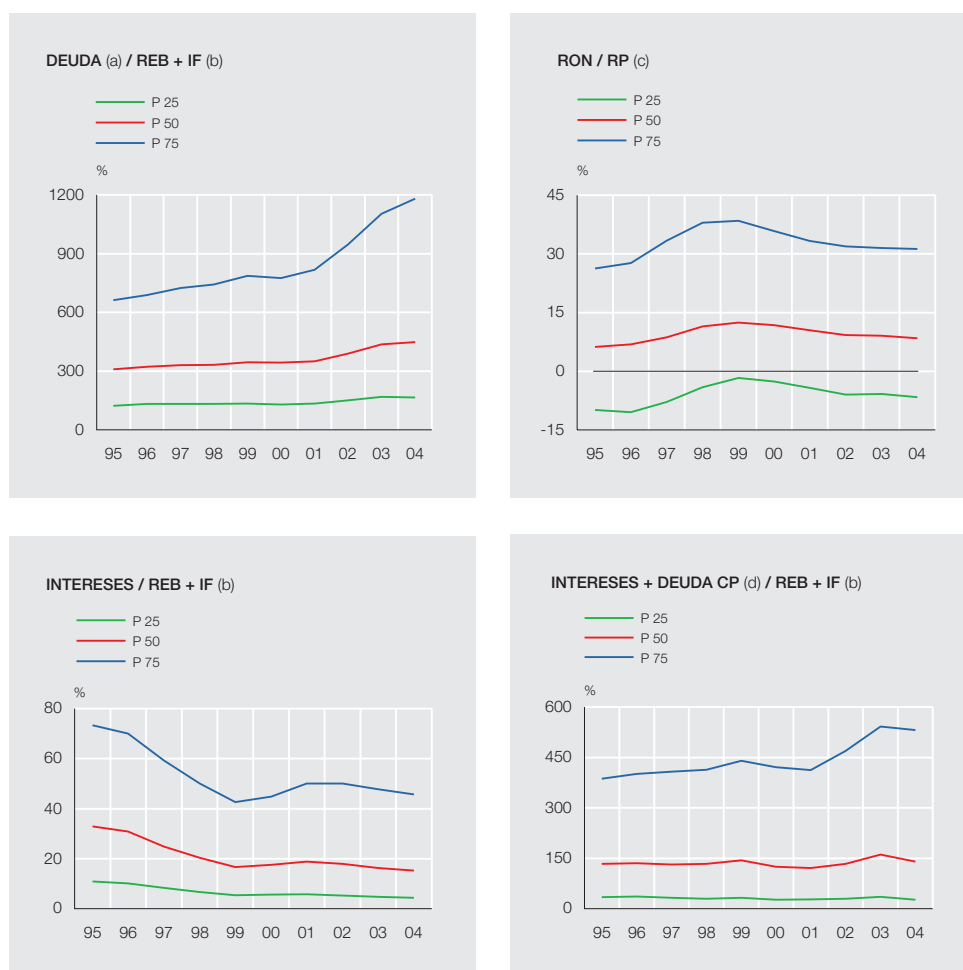 DEUDA (a) / REB + IF (b)
P 25
P 50
P 75
%
1200
900
600
300
0
95 96 97 98 99 00 01 02 03 04
RON / RP (c)
P 25
P 50
P 75
%
45
30
15
0
-15
95 96 97 98 99 00 01 02 03 04
INTERESES / REB + IF (b)
P 25
P 50
P 75
%
80
60
40
20
0
95 96 97 98 99 00 01 02 03 04
INTERESES + DEUDA CP (d) / REB + IF (b)
P 25
P 50
P 75
%
600
450
300
150
0
95 96 97 98 99 00 01 02 03 04